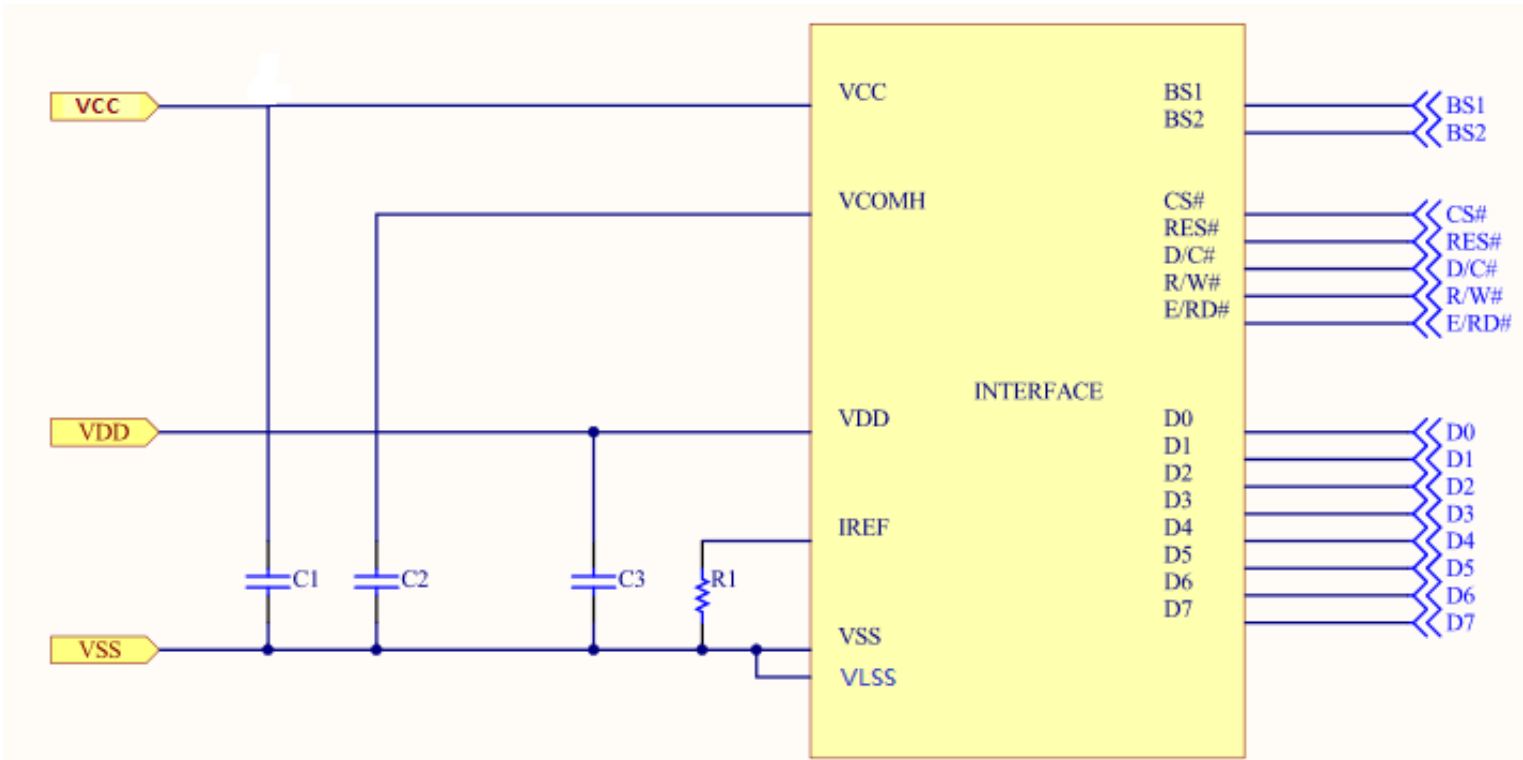 VCC
VDD
VSS
C1
C2
C3
R1
VCC
VCOMH
VDD
IREF
VSS
VLSS
INTERFACE
BS1
BS2
CS#
RES#
D/C#
R/W#
E/RD#
D0
D1
D2
D3
D4
D5
D6
D7
BS1
BS2
CS#
RES#
D/C#
R/W#
E/RD#
D0
D1
D2
D3
D4
D5
D6
D7